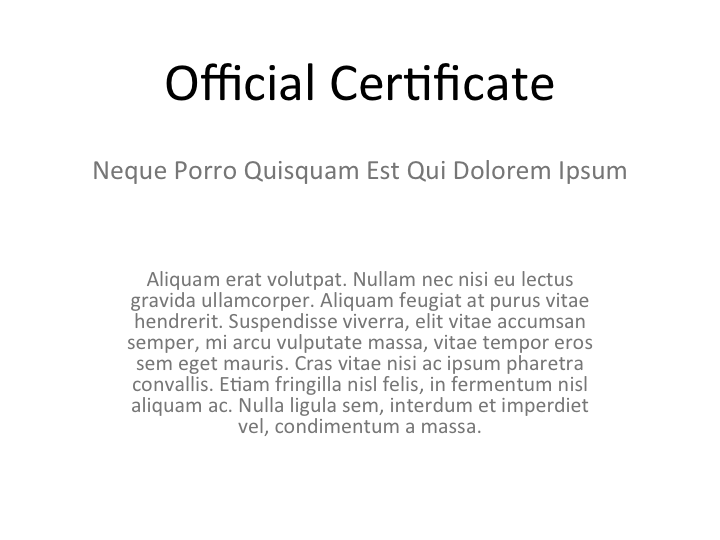 Official Certificate
Neque Porro Quisquam Est Qui Dolorem Ipsum
Aliquam erat volutpat. Nullam nec nisi eu lectus
gravida ullamcorper. Aliquam feugiat at purus vitae
hendrerit. Suspendisse viverra, elit vitae accumsan
semper, mi arcu vulputate massa, vitae tempor eros
sem eget mauris. Cras vitae nisi ac ipsum pharetra
convallis. Etiam fringilla nisl felis, in fermentum nisl
aliquam ac. Nulla ligula sem, interdum et imperdiet
vel, condimentum a massa.